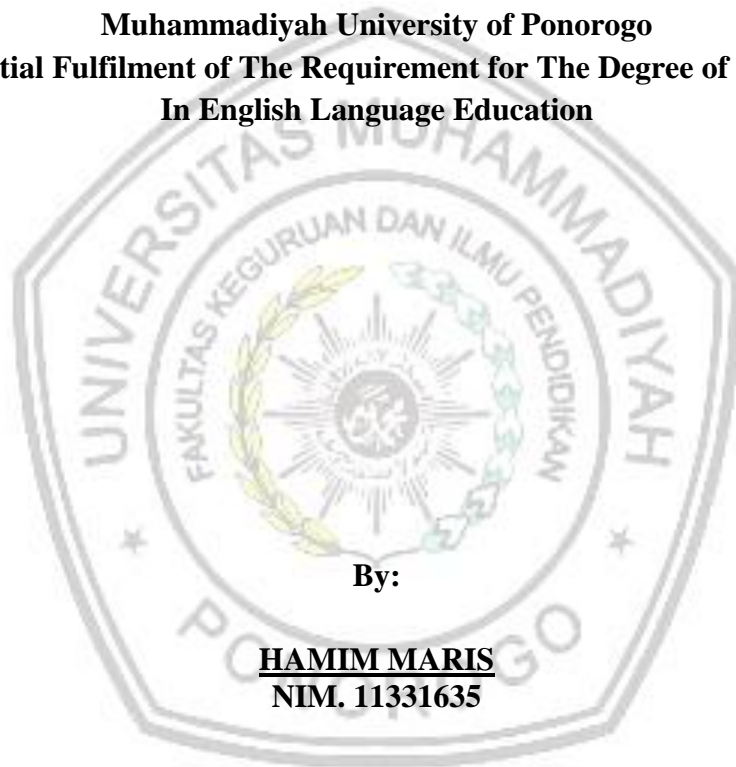 Muhammadiyah University of Ponorogo
tial Fulfilment of The Requirement for The Degree of
In English Language Education
UNIVERSITAS MUHAMMADIYAH
FAKULTAS KEGURUAN DAN ILMU PENDIDIKAN
By:
PONOROGO
HAMIM MARIS
NIM. 11331635